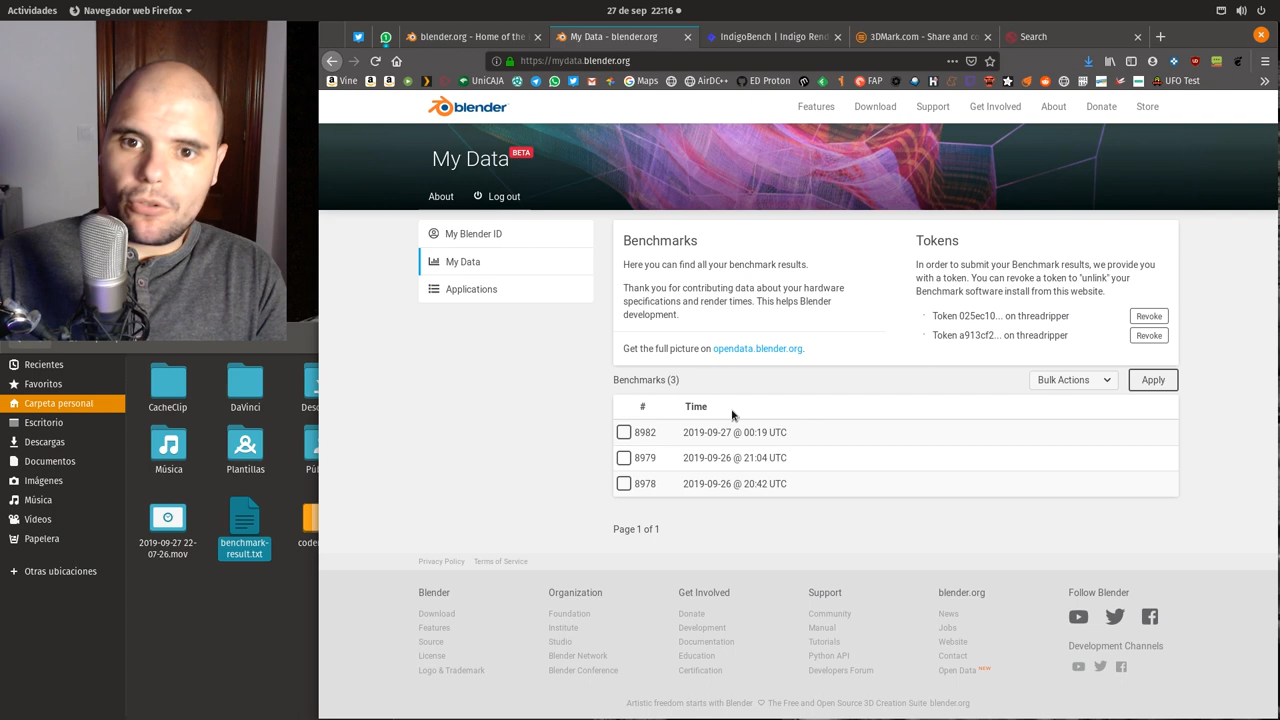 Actividades
Navegador web Firefox
27 de sep 22:16
blender.org - Home of the
My Data - blender.org
IndigoBench | Indigo Rend
3DMark.com - Share and co
Search
https://mydata.blender.org
Vine
UniCAJA
Gmaps
AirDC++
ED Proton
FAP
UFO Test
blender
Features
Download
Support
Get Involved
About
Donate
Store
My Data BETA
About
Log out
My Blender ID
My Data
Applications
Benchmarks
Here you can find all your benchmark results.
Thank you for contributing data about your hardware
specifications and render times. This helps Blender
development.
Get the full picture on opendata.blender.org.
Tokens
In order to submit your Benchmark results, we provide you
with a token. You can revoke a token to "unlink" your
Benchmark software install from this website.
Token 025ec10... on threadripper
Revoke
Token a913cf2... on threadripper
Revoke
Benchmarks (3)
Bulk Actions
Apply
# Time
8982 2019-09-27 @ 00:19 UTC
8979 2019-09-26 @ 21:04 UTC
8978 2019-09-26 @ 20:42 UTC
Page 1 of 1
Privacy Policy Terms of Service
Blender
Download
Features
Source
License
Logo & Trademark
Organization
Foundation
Institute
Studio
Blender Network
Blender Conference
Get Involved
Donate
Development
Documentation
Education
Certification
Support
Community
Manual
Tutorials
Python API
Developers Forum
blender.org
News
Jobs
Website
Contact
Open Data NEW
Follow Blender
Development Channels
Artistic freedom starts with Blender
The Free and Open Source 3D Creation Suite blender.org
Recientes
Favoritos
Carpeta personal
Escritorio
Descargas
Documentos
Imágenes
Música
Vídeos
Papelera
Otras ubicaciones
CacheClip
DaVinci
Desc
Música
Plantillas
Púb
2019-09-27 22-
07-26.mov
benchmark-
result.txt